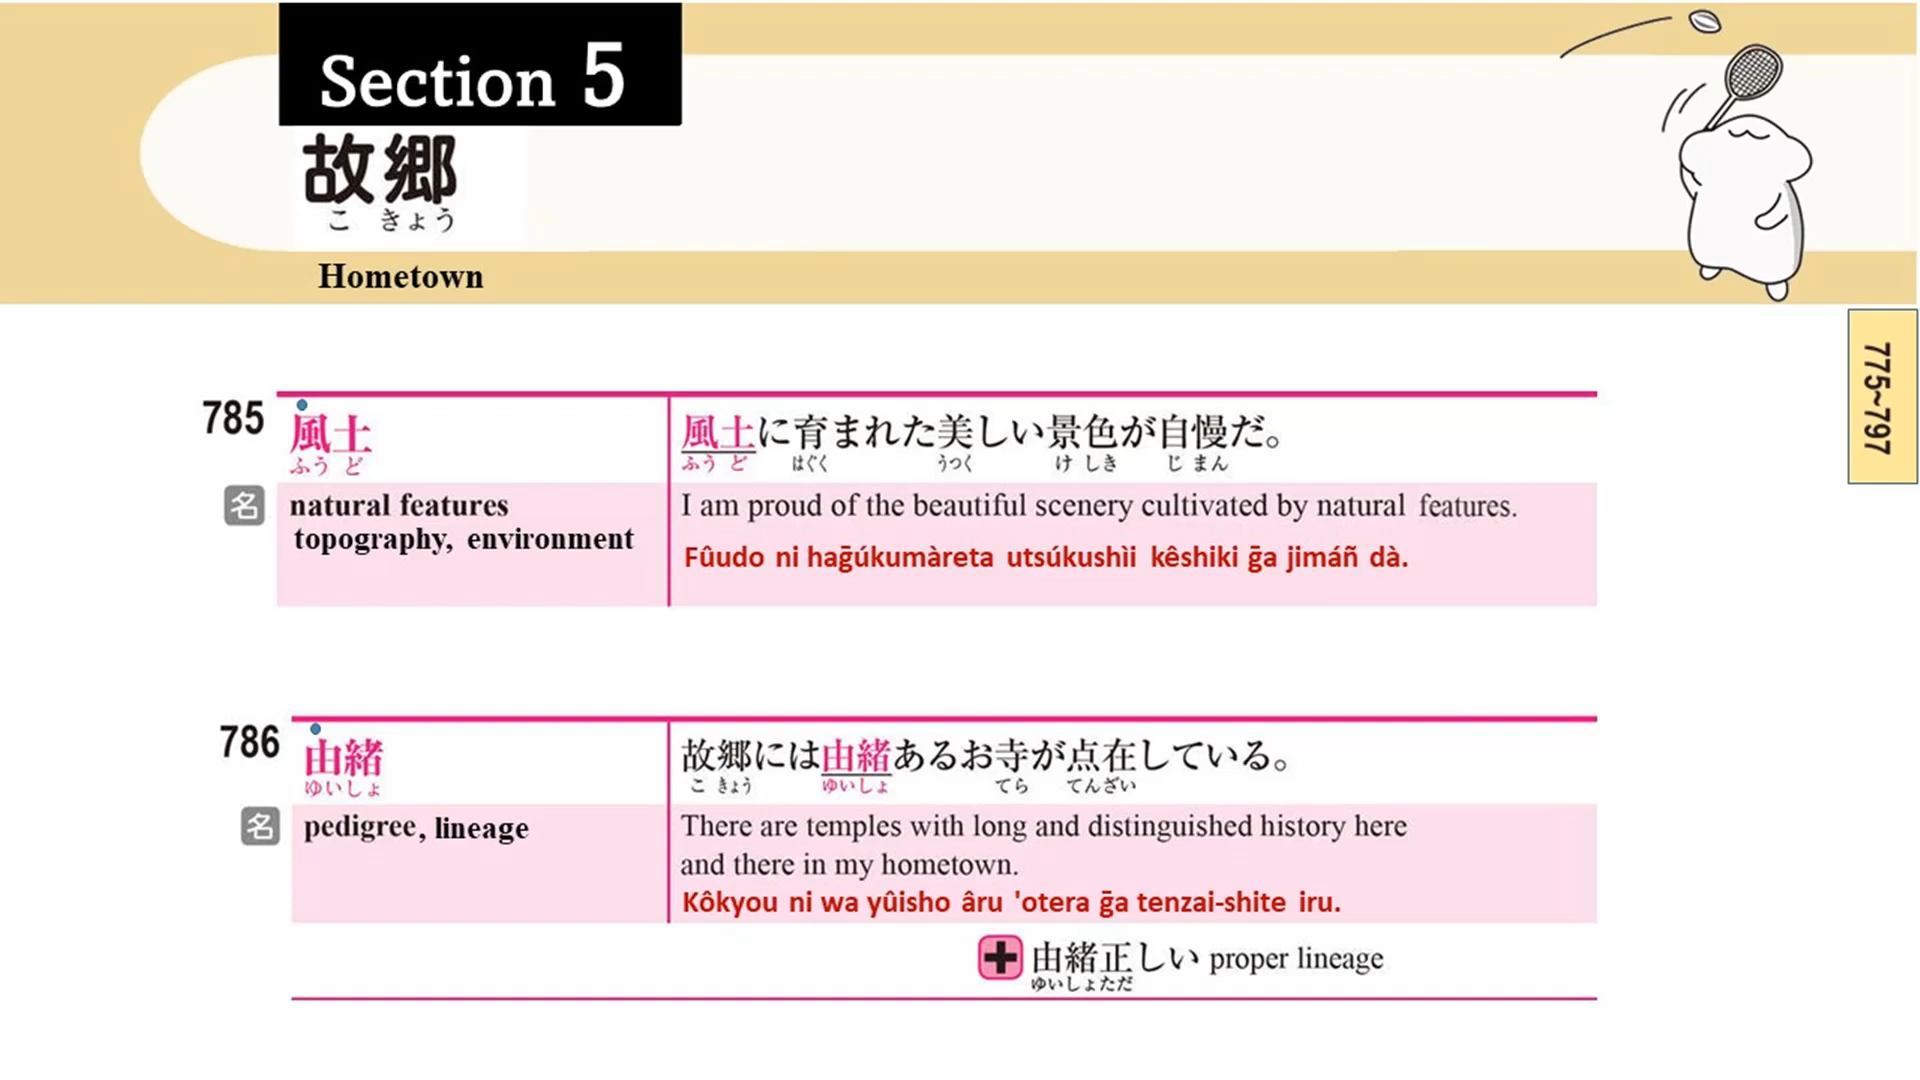 Section 5
故郷
こ きょう
Hometown
775~797
785
風土
ふう ど
風土に育まれた美しい景色が自慢だ。
ふう ど はぐく うつく け しき じ まん
名
natural features
topography, environment
I am proud of the beautiful scenery cultivated by natural features.
Fûudo ni haḡúkumàreta utsúkushìi kêshiki ḡa jimáñ dà.
786
由緒
ゆいしょ
故郷には由緒あるお寺が点在している。
こ きょう ゆいしょ てら てんざい
名
pedigree, lineage
There are temples with long and distinguished history here
and there in my hometown.
Kôkyou ni wa yûisho âru 'otera ḡa tenzai-shite iru.
由緒正しい proper lineage
ゆいしょただ